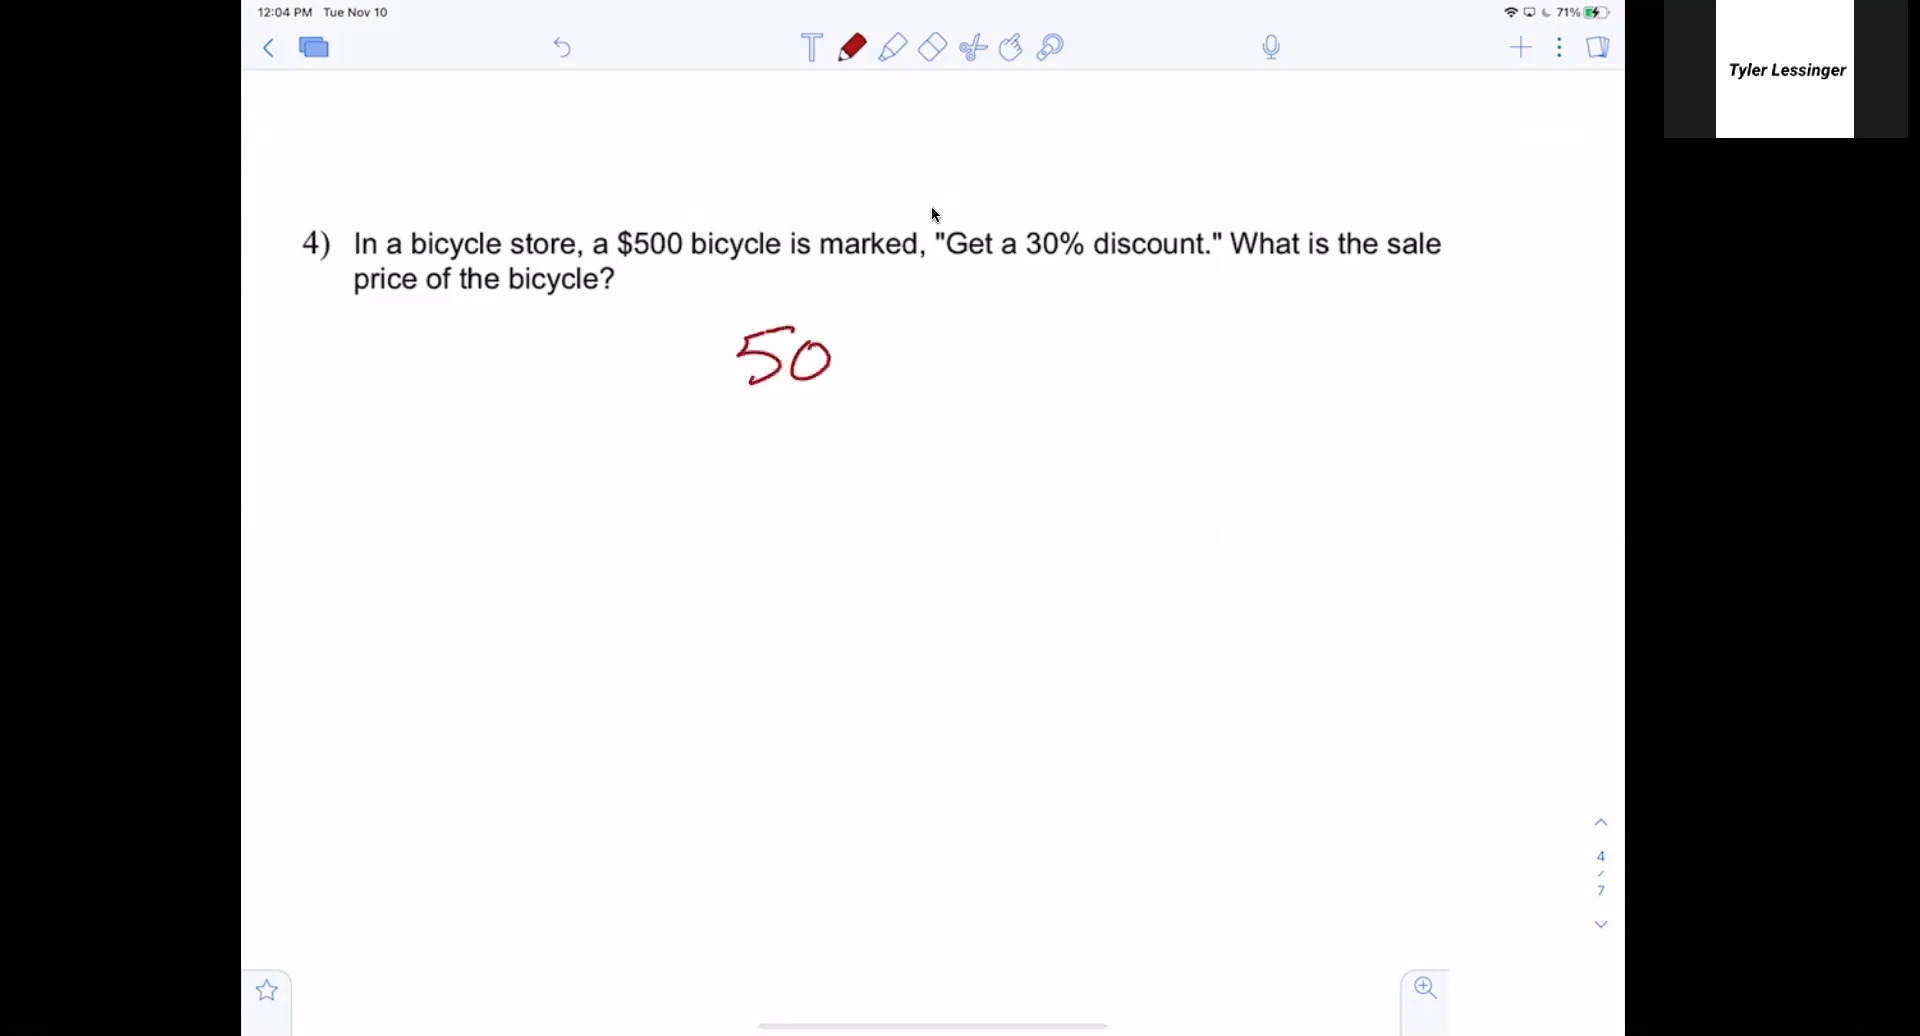 12:04 PM Tue Nov 10
71%
Tyler Lessinger
4) In a bicycle store, a $500 bicycle is marked, "Get a 30% discount." What is the sale
price of the bicycle?
50
4
7